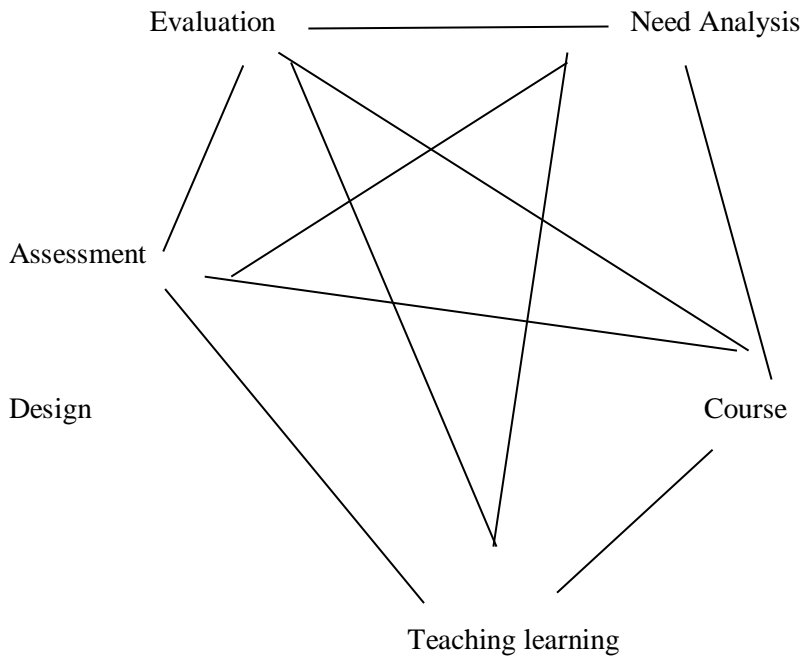 Evaluation Need Analysis
Assessment
Design Course
Teaching learning